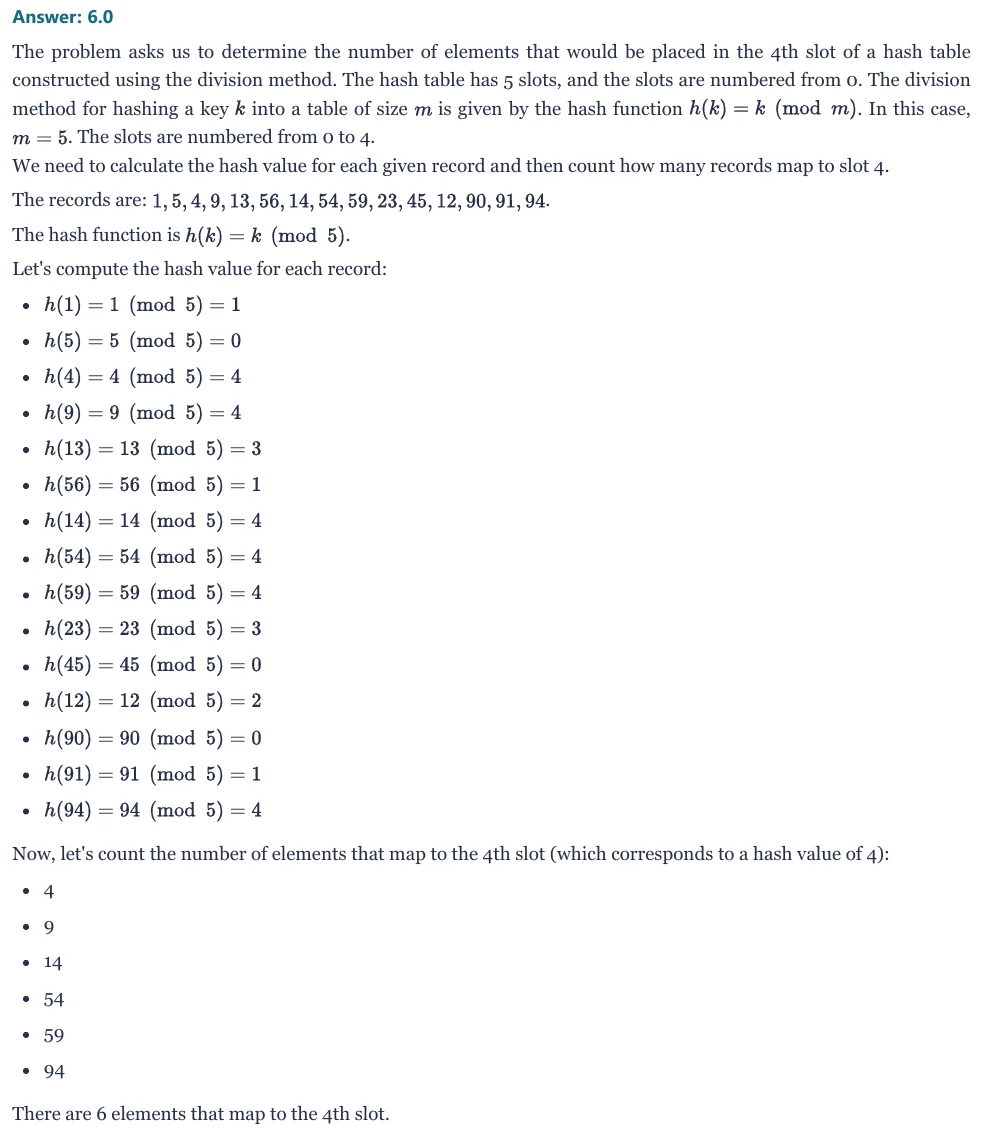 Answer: 6.0
The problem asks us to determine the number of elements that would be placed in the 4th slot of a hash table
constructed using the division method. The hash table has 5 slots, and the slots are numbered from 0. The division
method for hashing a key k into a table of size m is given by the hash function h(k) = k (mod m). In this case,
m = 5. The slots are numbered from 0 to 4.
We need to calculate the hash value for each given record and then count how many records map to slot 4.
The records are: 1, 5, 4, 9, 13, 56, 14, 54, 59, 23, 45, 12, 90, 91, 94.
The hash function is h(k) = k (mod 5).
Let's compute the hash value for each record:
• h(1) = 1 (mod 5) = 1
• h(5) = 5 (mod 5) = 0
• h(4) = 4 (mod 5) = 4
• h(9) = 9 (mod 5) = 4
• h(13) = 13 (mod 5) = 3
• h(56) = 56 (mod 5) = 1
• h(14) = 14 (mod 5) = 4
• h(54) = 54 (mod 5) = 4
• h(59) = 59 (mod 5) = 4
• h(23) = 23 (mod 5) = 3
• h(45) = 45 (mod 5) = 0
• h(12) = 12 (mod 5) = 2
• h(90) = 90 (mod 5) = 0
• h(91) = 91 (mod 5) = 1
• h(94) = 94 (mod 5) = 4
Now, let's count the number of elements that map to the 4th slot (which corresponds to a hash value of 4):
• 4
• 9
• 14
• 54
• 59
• 94
There are 6 elements that map to the 4th slot.